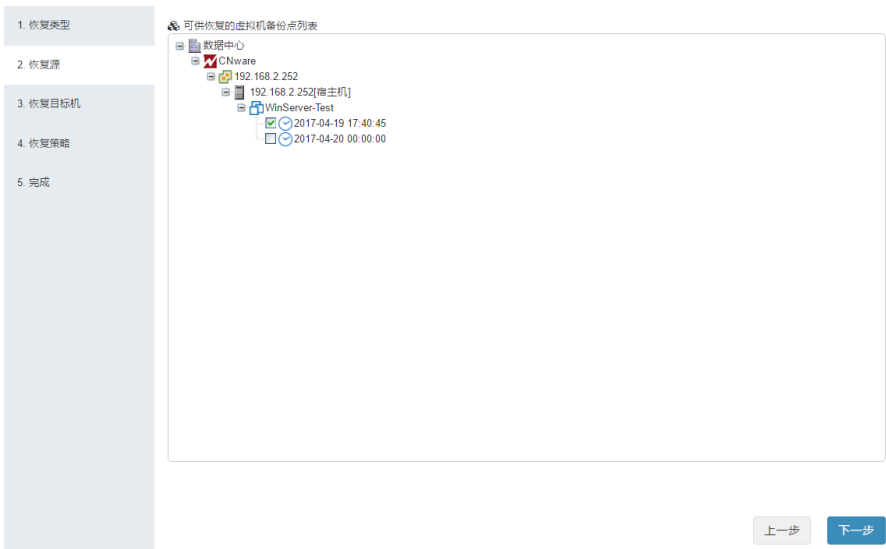 1. 恢复类型
2. 恢复源
3. 恢复目标机
4. 恢复策略
5. 完成
可供恢复的虚拟机备份点列表
数据中心
CNware
192.168.2.252
192.168.2.252[宿主机]
WinServer-Test
2017-04-19 17:40:45
2017-04-20 00:00:00
上一步
下一步